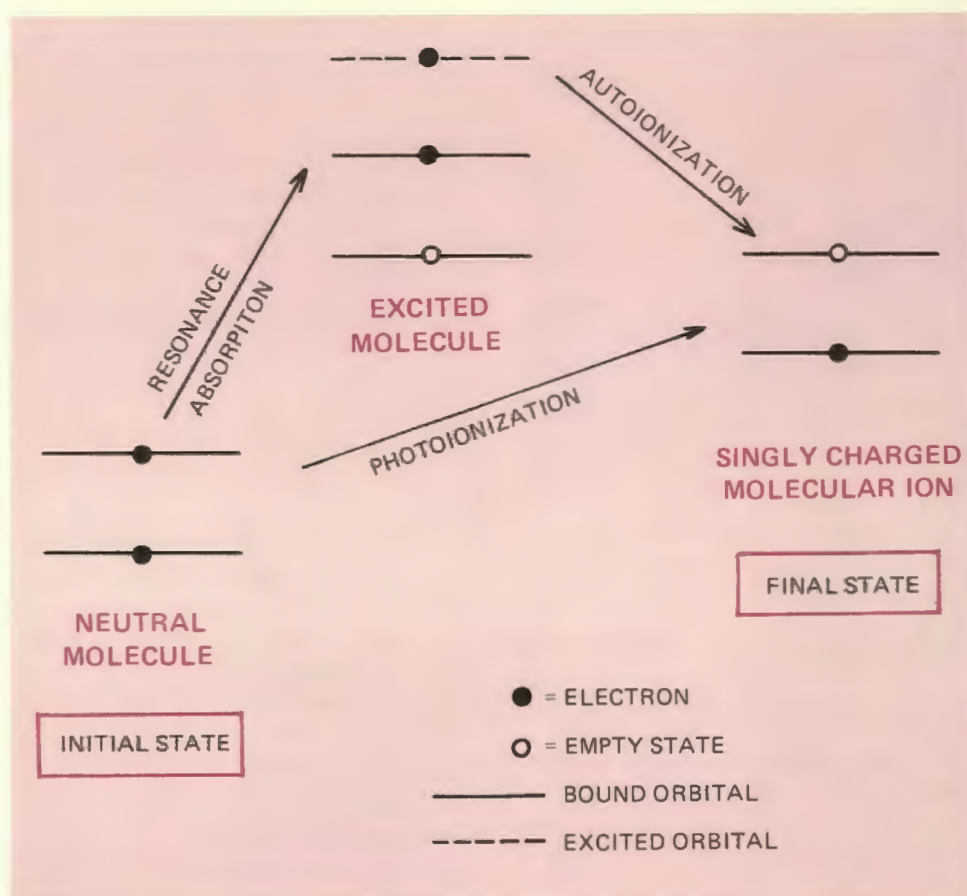 AUTOIONIZATION
RESONANCE
ABSORPITON
EXCITED
MOLECULE
PHOTOIONIZATION
SINGLY CHARGED
MOLECULAR ION
FINAL STATE
NEUTRAL
MOLECULE
INITIAL STATE
= ELECTRON
= EMPTY STATE
BOUND ORBITAL
EXCITED ORBITAL